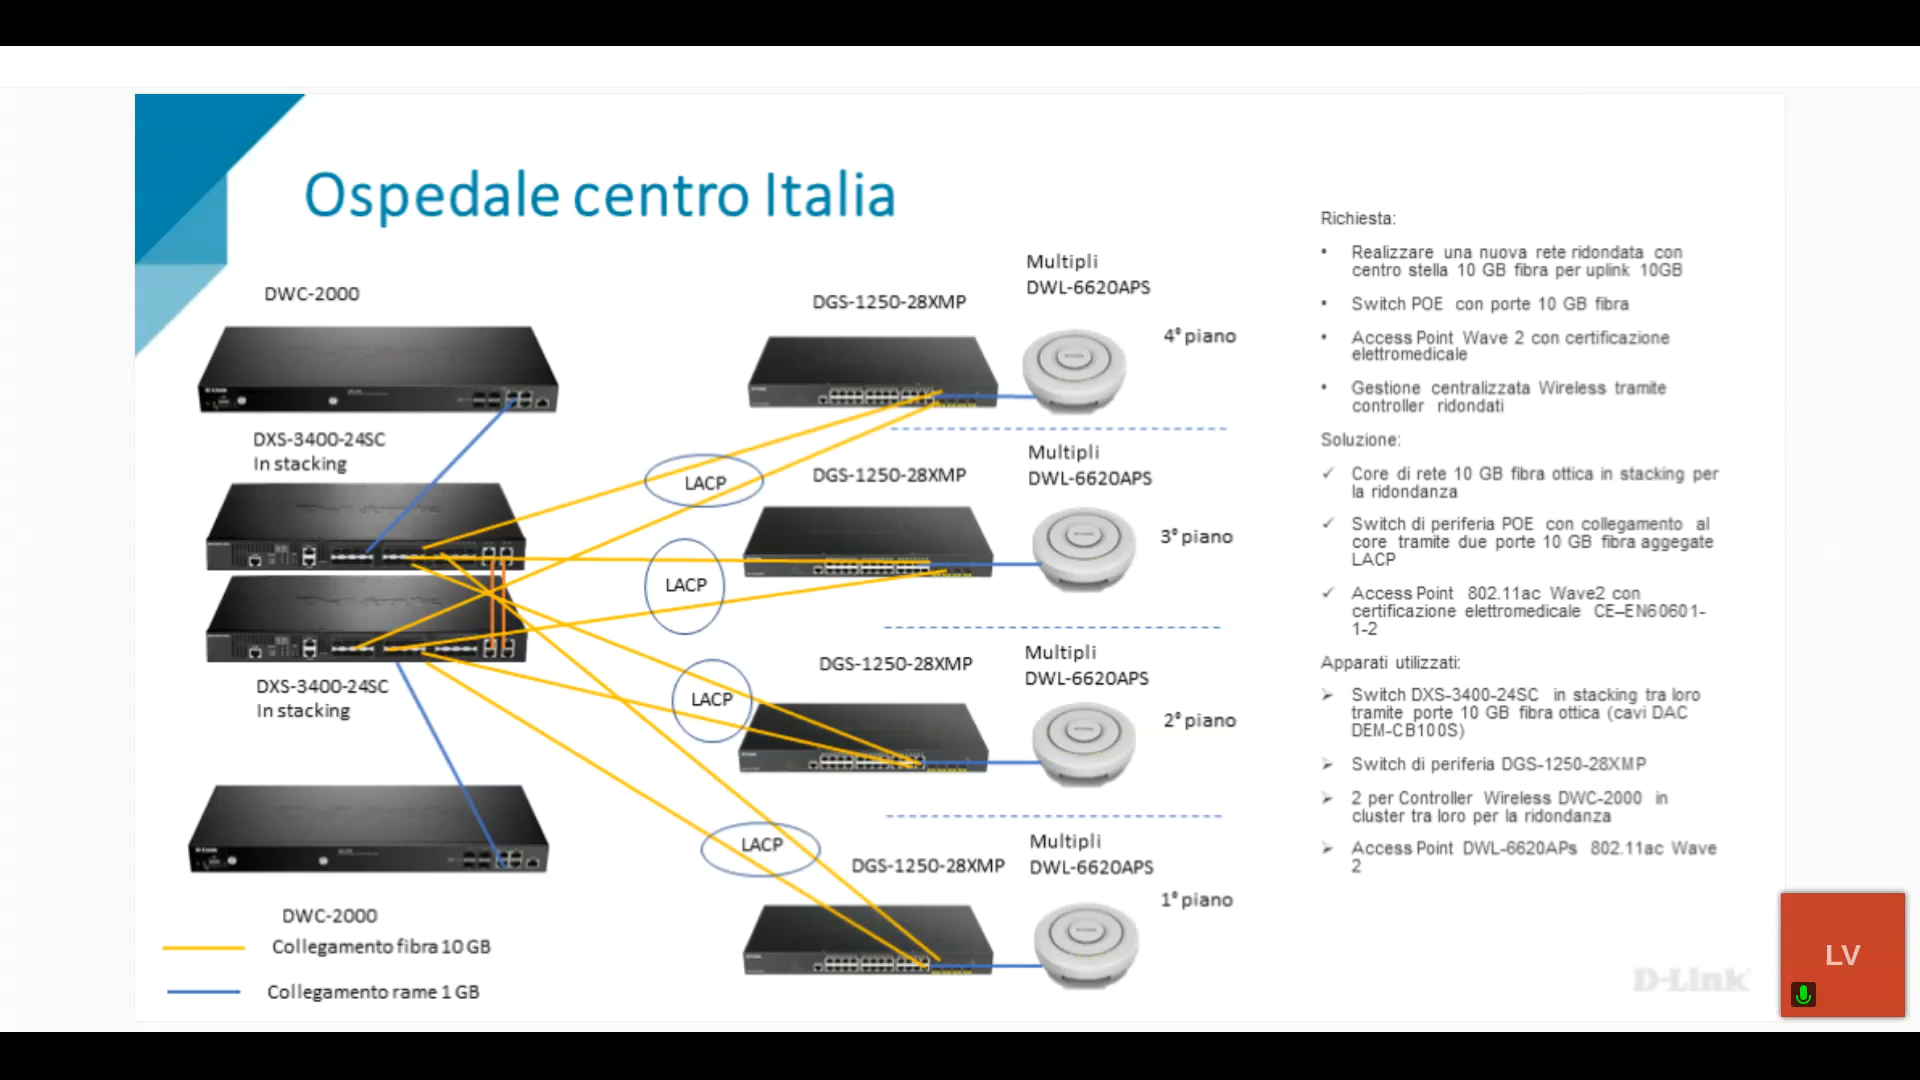 Ospedale centro Italia
DWC-2000
DXS-3400-24SC
In stacking
DXS-3400-24SC
In stacking
DWC-2000
Collegamento fibra 10 GB
Collegamento rame 1 GB
LACP
LACP
LACP
LACP
DGS-1250-28XMP
Multipli
DWL-6620APS
4° piano
DGS-1250-28XMP
Multipli
DWL-6620APS
3° piano
DGS-1250-28XMP
Multipli
DWL-6620APS
2° piano
DGS-1250-28XMP
Multipli
DWL-6620APS
1° piano
Richiesta:
• Realizzare una nuova rete ridondata con
centro stella 10 GB fibra per uplink 10GB
• Switch POE con porte 10 GB fibra
• Access Point Wave 2 con certificazione
elettromedicale
• Gestione centralizzata Wireless tramite
controller ridondati
Soluzione:
✓ Core di rete 10 GB fibra ottica in stacking per
la ridondanza
✓ Switch di periferia POE con collegamento al
core tramite due porte 10 GB fibra aggegate
LACP
✓ Access Point 802.11ac Wave2 con
certificazione elettromedicale CE–EN60601-
1-2
Apparati utilizzati:
➢ Switch DXS-3400-24SC in stacking tra loro
tramite porte 10 GB fibra ottica (cavi DAC
DEM-CB100S)
➢ Switch di periferia DGS-1250-28XMP
➢ 2 per Controller Wireless DWC-2000 in
cluster tra loro per la ridondanza
➢ Access Point DWL-6620APs 802.11ac Wave
2
D-Link
LV